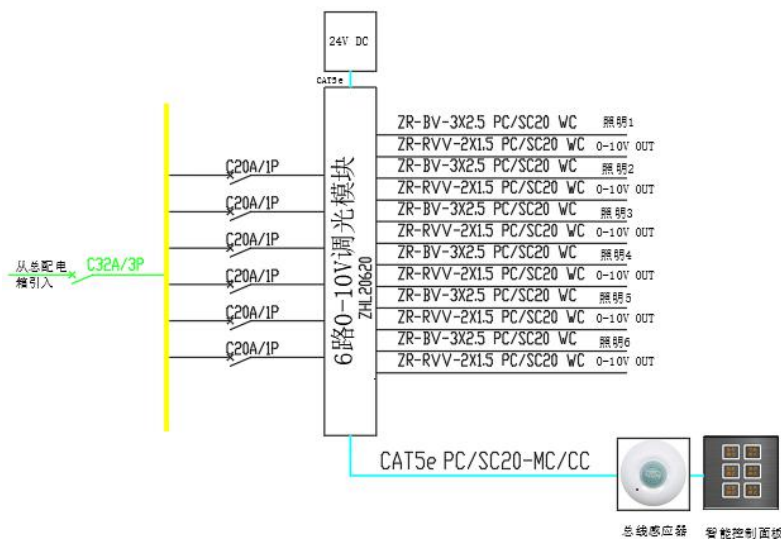 24V DC
CAT5e
ZR-BV-3X2.5 PC/SC20 WC 照明1
ZR-RVV-2X1.5 PC/SC20 WC 0-10V OUT
ZR-BV-3X2.5 PC/SC20 WC 照明2
ZR-RVV-2X1.5 PC/SC20 WC 0-10V OUT
ZR-BV-3X2.5 PC/SC20 WC 照明3
ZR-RVV-2X1.5 PC/SC20 WC 0-10V OUT
ZR-BV-3X2.5 PC/SC20 WC 照明4
ZR-RVV-2X1.5 PC/SC20 WC 0-10V OUT
ZR-BV-3X2.5 PC/SC20 WC 照明5
ZR-RVV-2X1.5 PC/SC20 WC 0-10V OUT
ZR-BV-3X2.5 PC/SC20 WC 照明6
ZR-RVV-2X1.5 PC/SC20 WC 0-10V OUT
C20A/1P
C20A/1P
C20A/1P
C20A/1P
C20A/1P
C20A/1P
从总配电
箱引入
C32A/3P
6路0-10V调光模块
ZHL20620
CAT5e PC/SC20-MC/CC
总线感应器
智能控制面板